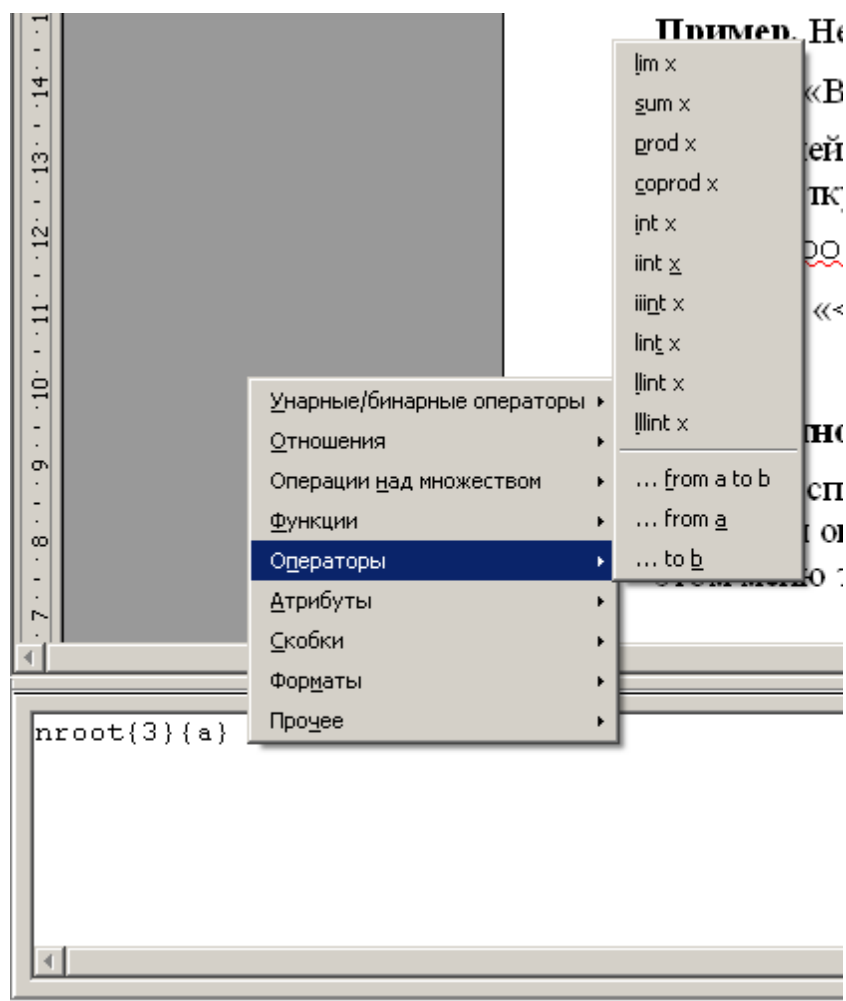 Пример. Не
«В
lim x
sum x
prod x
coprod x
int x
iint x
iiint x
lint x
llint x
lllint x
... from a to b
... from a
... to b
14
13
12
11
10
9
8
7
Унарные/бинарные операторы
Отношения
Операции над множеством
Функции
Операторы
Атрибуты
Скобки
Форматы
Прочее
nroot{3}{a}